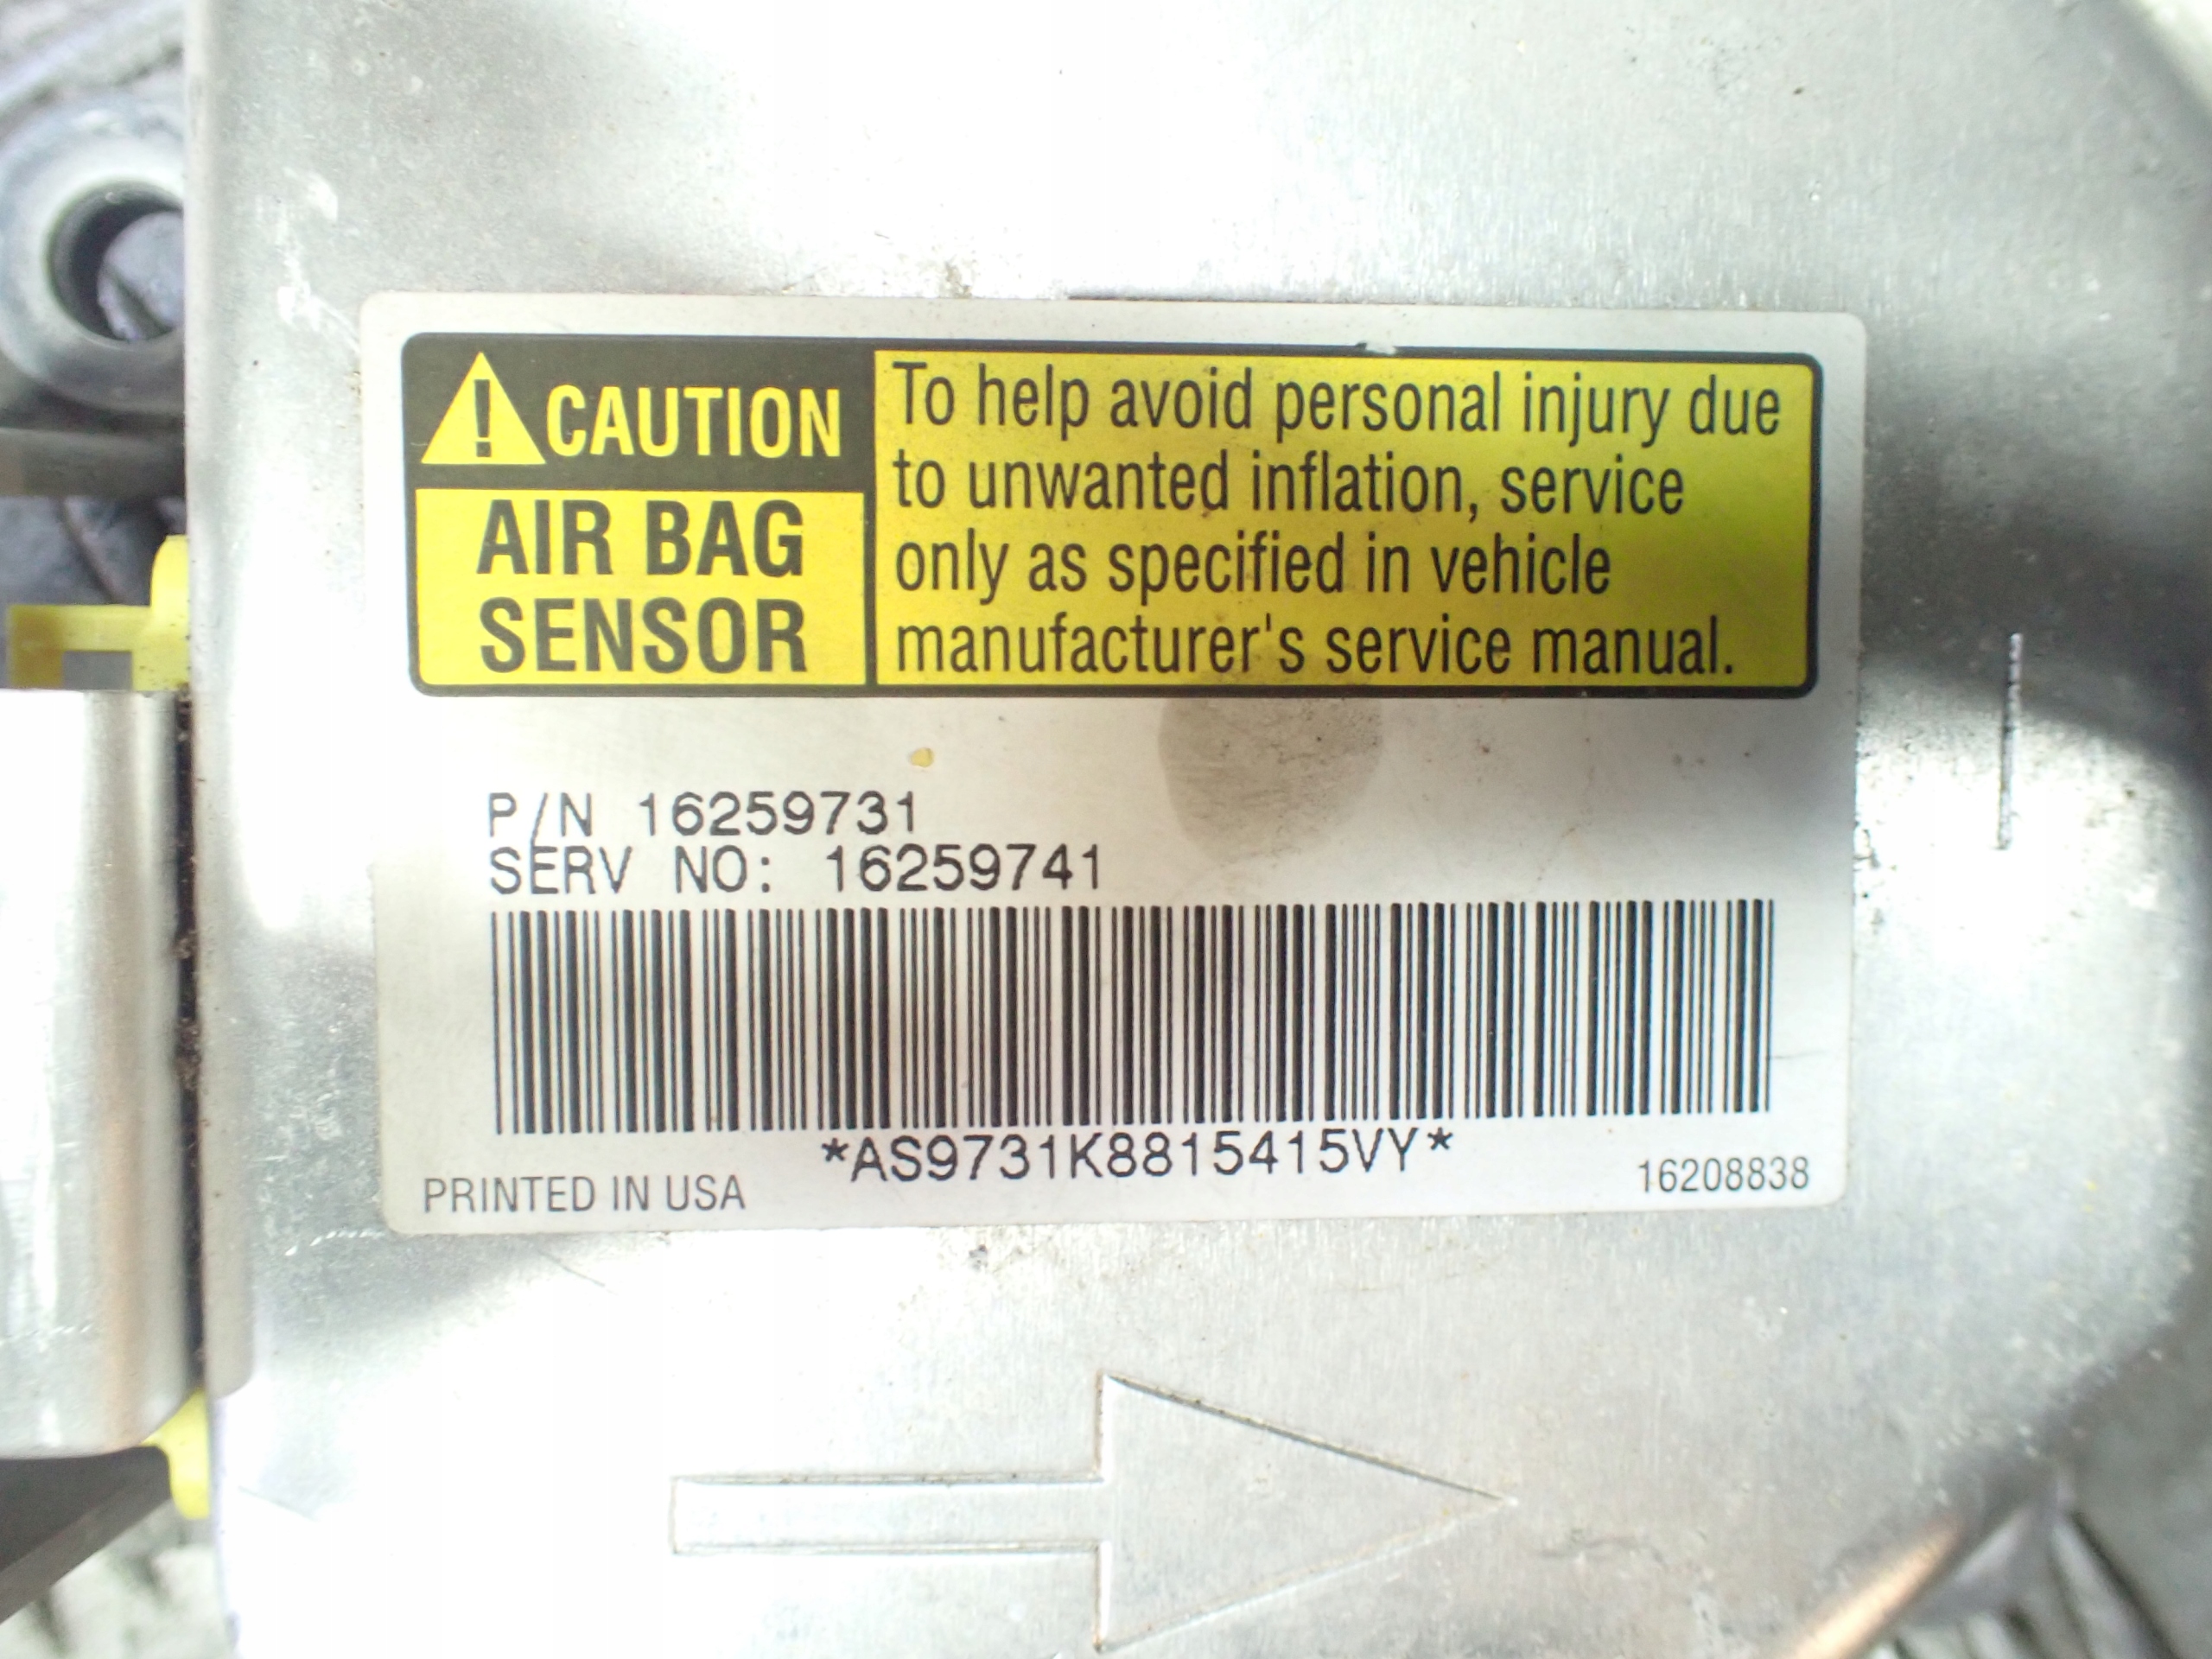 ! CAUTION
AIR BAG
SENSOR
To help avoid personal injury due
to unwanted inflation, service
only as specified in vehicle
manufacturer's service manual.
P/N 16259731
SERV NO: 16259741
*AS9731K8815415VY*
PRINTED IN USA
16208838